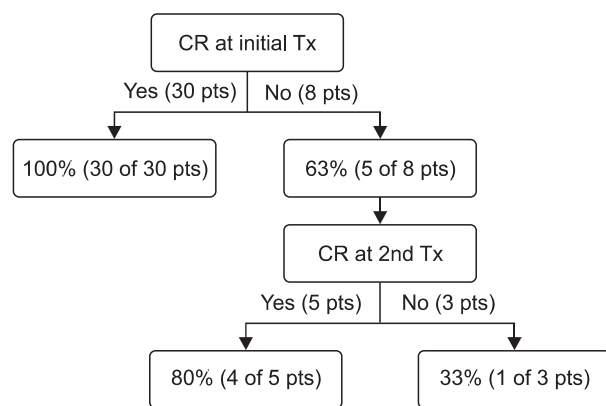 CR at initial Tx
Yes (30 pts) No (8 pts)
100% (30 of 30 pts) 63% (5 of 8 pts)
CR at 2nd Tx
Yes (5 pts) No (3 pts)
80% (4 of 5 pts) 33% (1 of 3 pts)